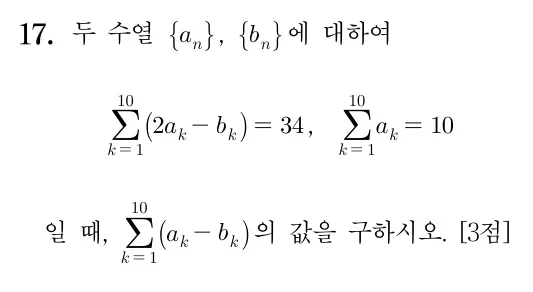 17. 두 수열 {aₙ}, {bₙ}에 대하여
∑_{k=1}^{10}(2aₖ − bₖ) = 34, ∑_{k=1}^{10}aₖ = 10
일 때, ∑_{k=1}^{10}(aₖ − bₖ)의 값을 구하시오. [3점]